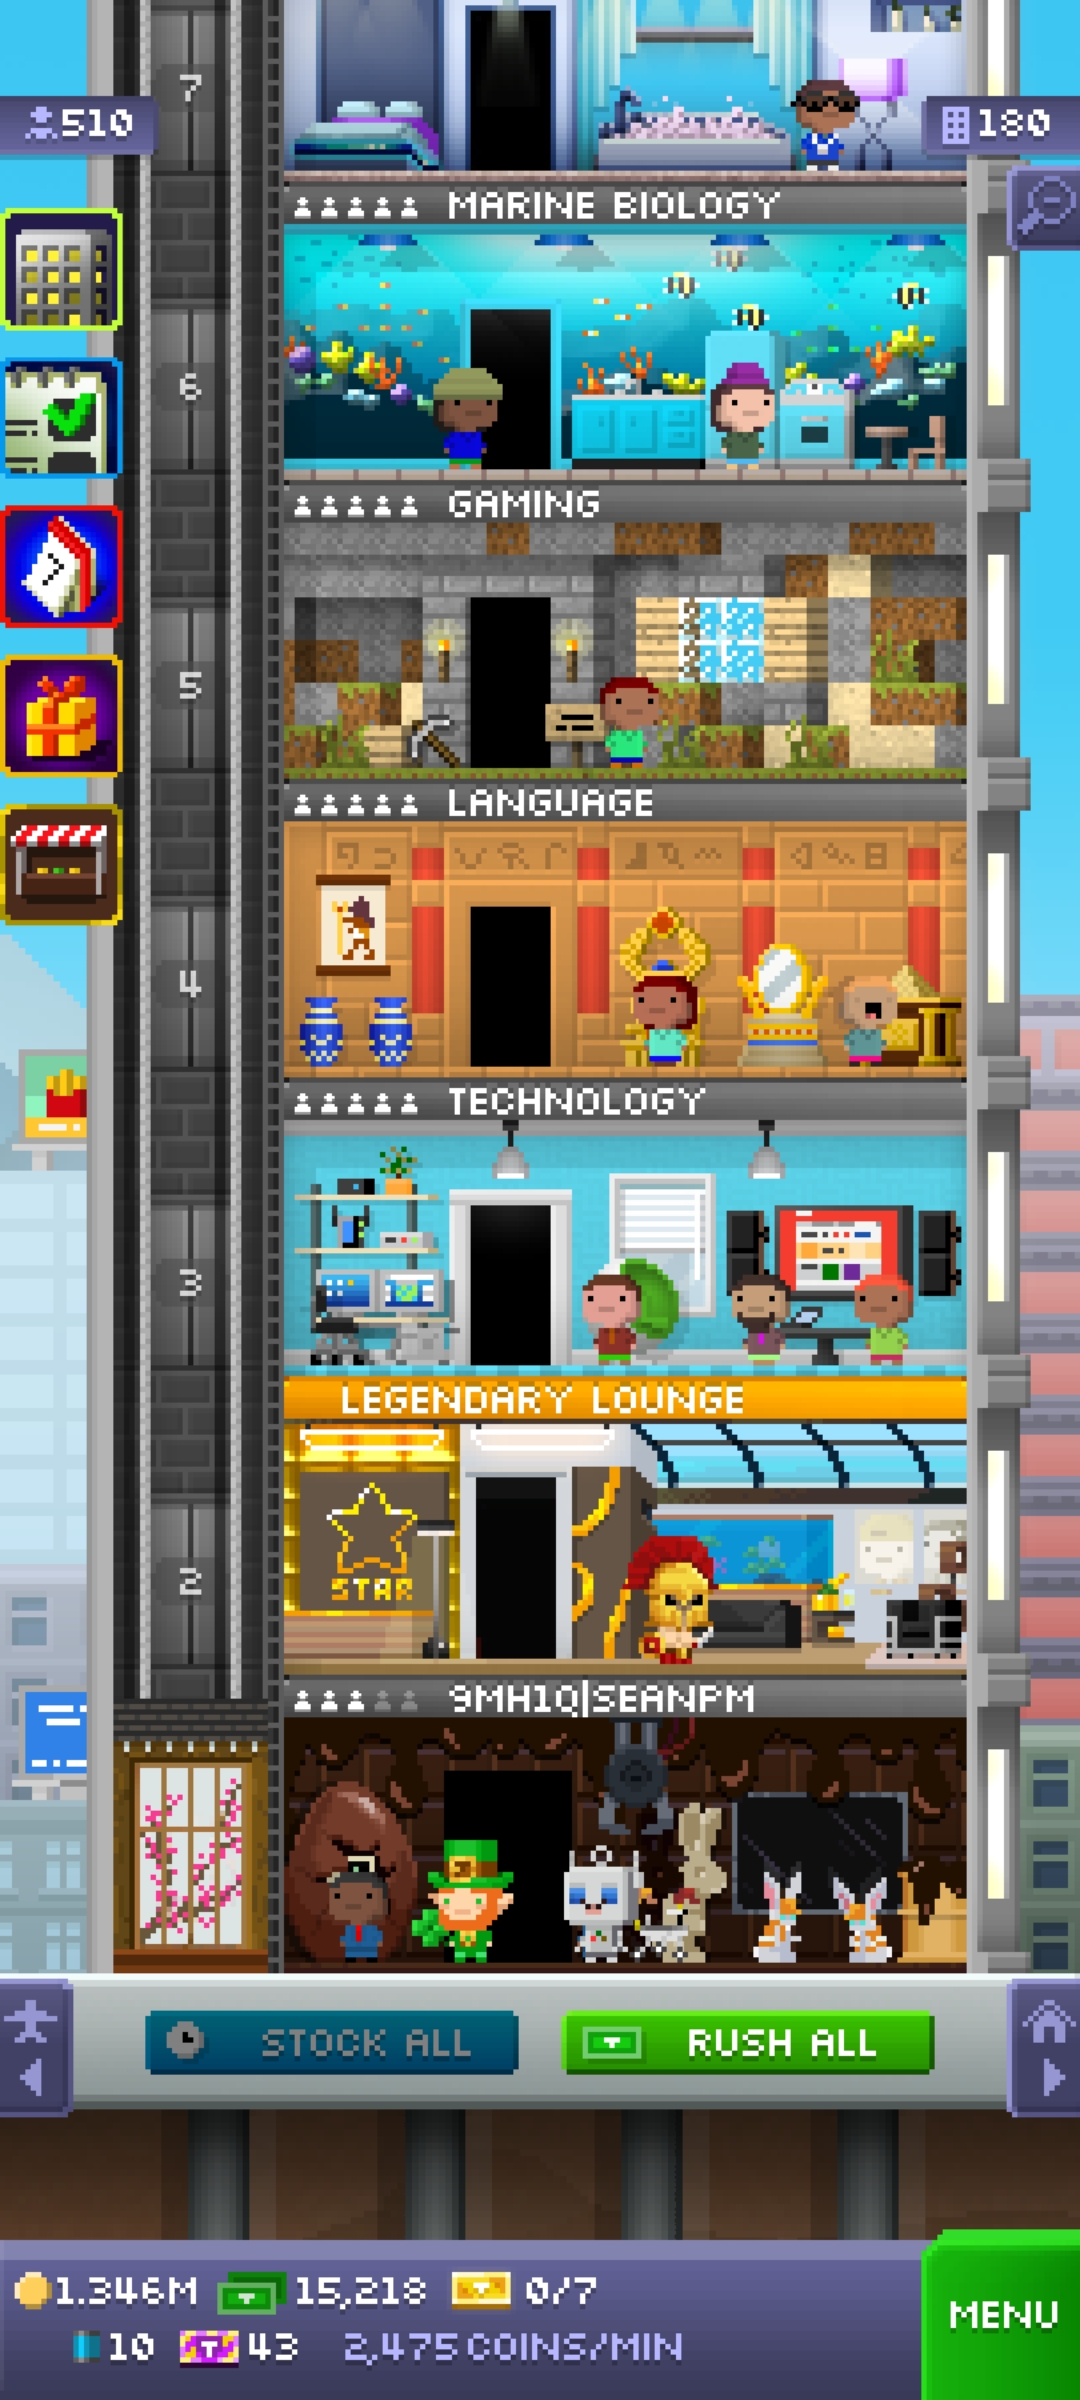 7
510
180
MARINE BIOLOGY
6
GAMING
7
5
LANGUAGE
4
TECHNOLOGY
3
LEGENDARY LOUNGE
STAR
2
9MH1Q|SEANPM
STOCK ALL
RUSH ALL
1.346M 15,218 0/7
MENU
10 43 2,475 COINS/MIN